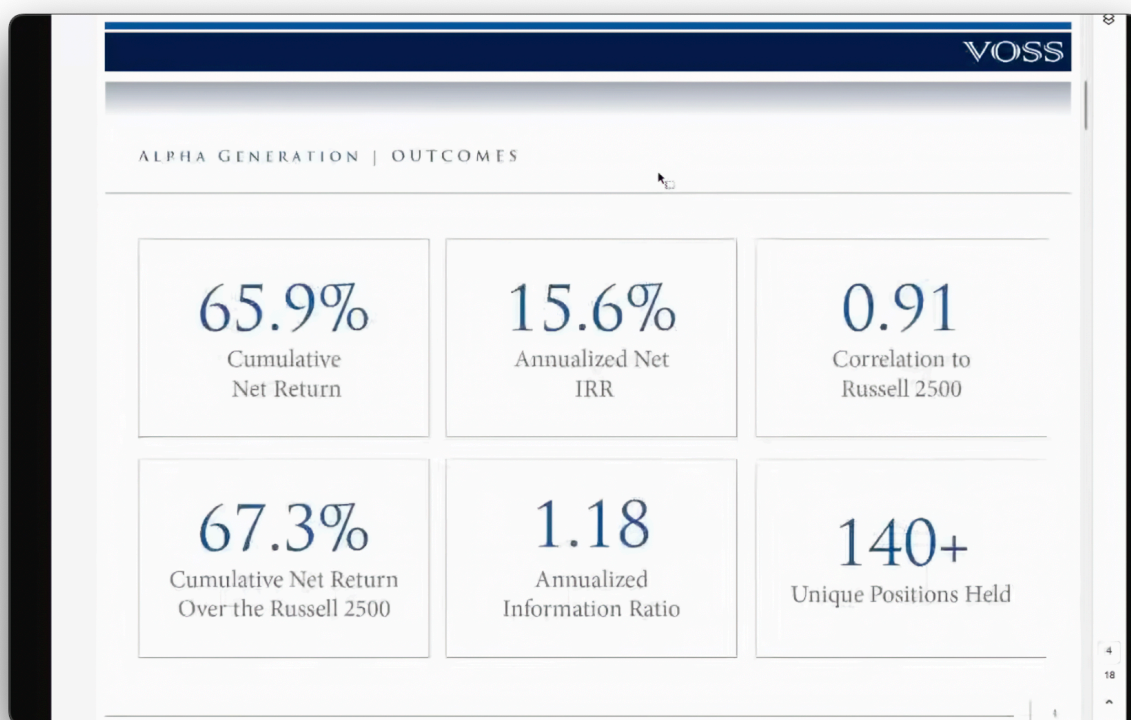 VOSS
ALPHA GENERATION | OUTCOMES
65.9%
Cumulative
Net Return
15.6%
Annualized Net
IRR
0.91
Correlation to
Russell 2500
67.3%
Cumulative Net Return
Over the Russell 2500
1.18
Annualized
Information Ratio
140+
Unique Positions Held
4
18